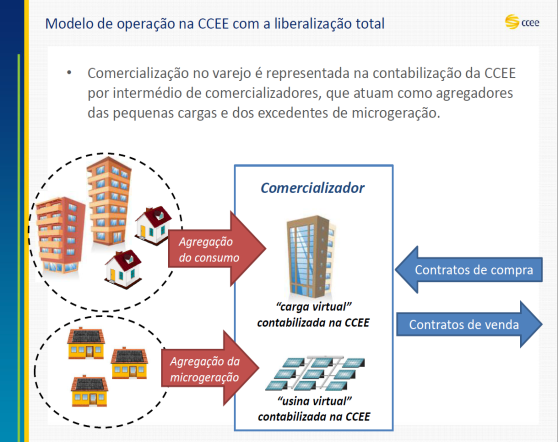 Modelo de operação na CCEE com a liberalização total
ccee
• Comercialização no varejo é representada na contabilização da CCEE
por intermédio de comercializadores, que atuam como agregadores
das pequenas cargas e dos excedentes de microgeração.
Comercializador
Agregação
do consumo
"carga virtual"
contabilizada na CCEE
Contratos de compra
Contratos de venda
Agregação da
microgeração
"usina virtual"
contabilizada na CCEE